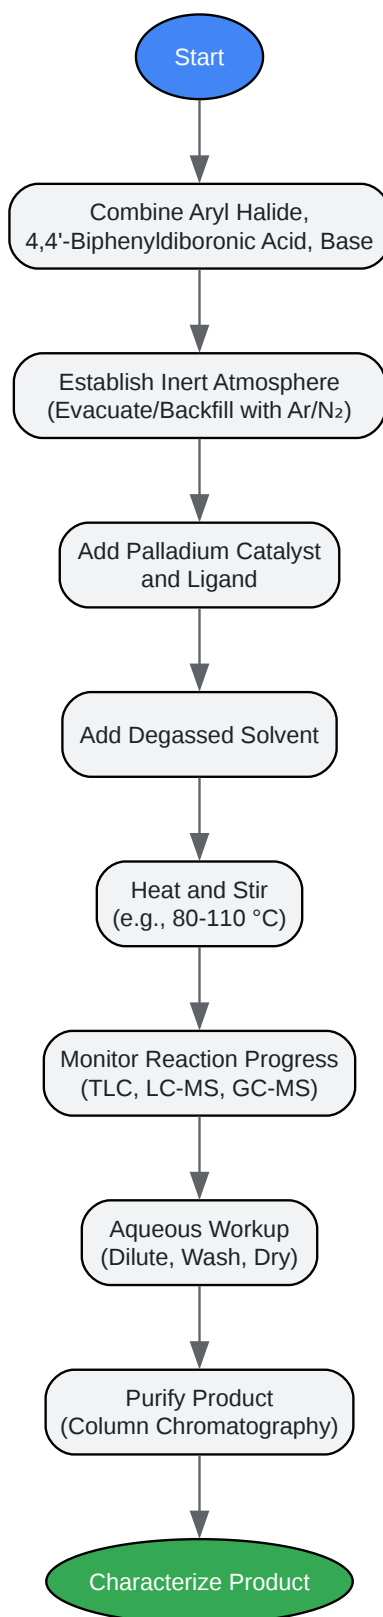 Start
Combine Aryl Halide,
4,4'-Biphenyldiboronic Acid, Base
Establish Inert Atmosphere
(Evacuate/Backfill with Ar/N₂)
Add Palladium Catalyst
and Ligand
Add Degassed Solvent
Heat and Stir
(e.g., 80-110 °C)
Monitor Reaction Progress
(TLC, LC-MS, GC-MS)
Aqueous Workup
(Dilute, Wash, Dry)
Purify Product
(Column Chromatography)
Characterize Product